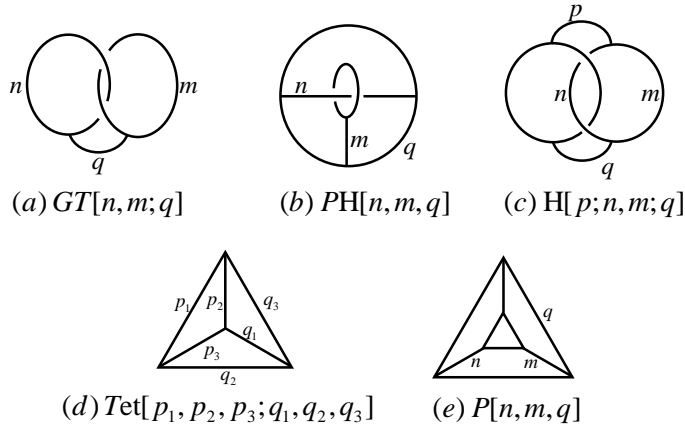 p
n m n n m
m
q q q
(a) GT[n,m;q] (b) PH[n,m,q] (c) H[p;n,m;q]
p₁ p₂ q₃ q
q₁
p₃ n m
q₂
(d) Tet[p₁,p₂,p₃;q₁,q₂,q₃] (e) P[n,m,q]